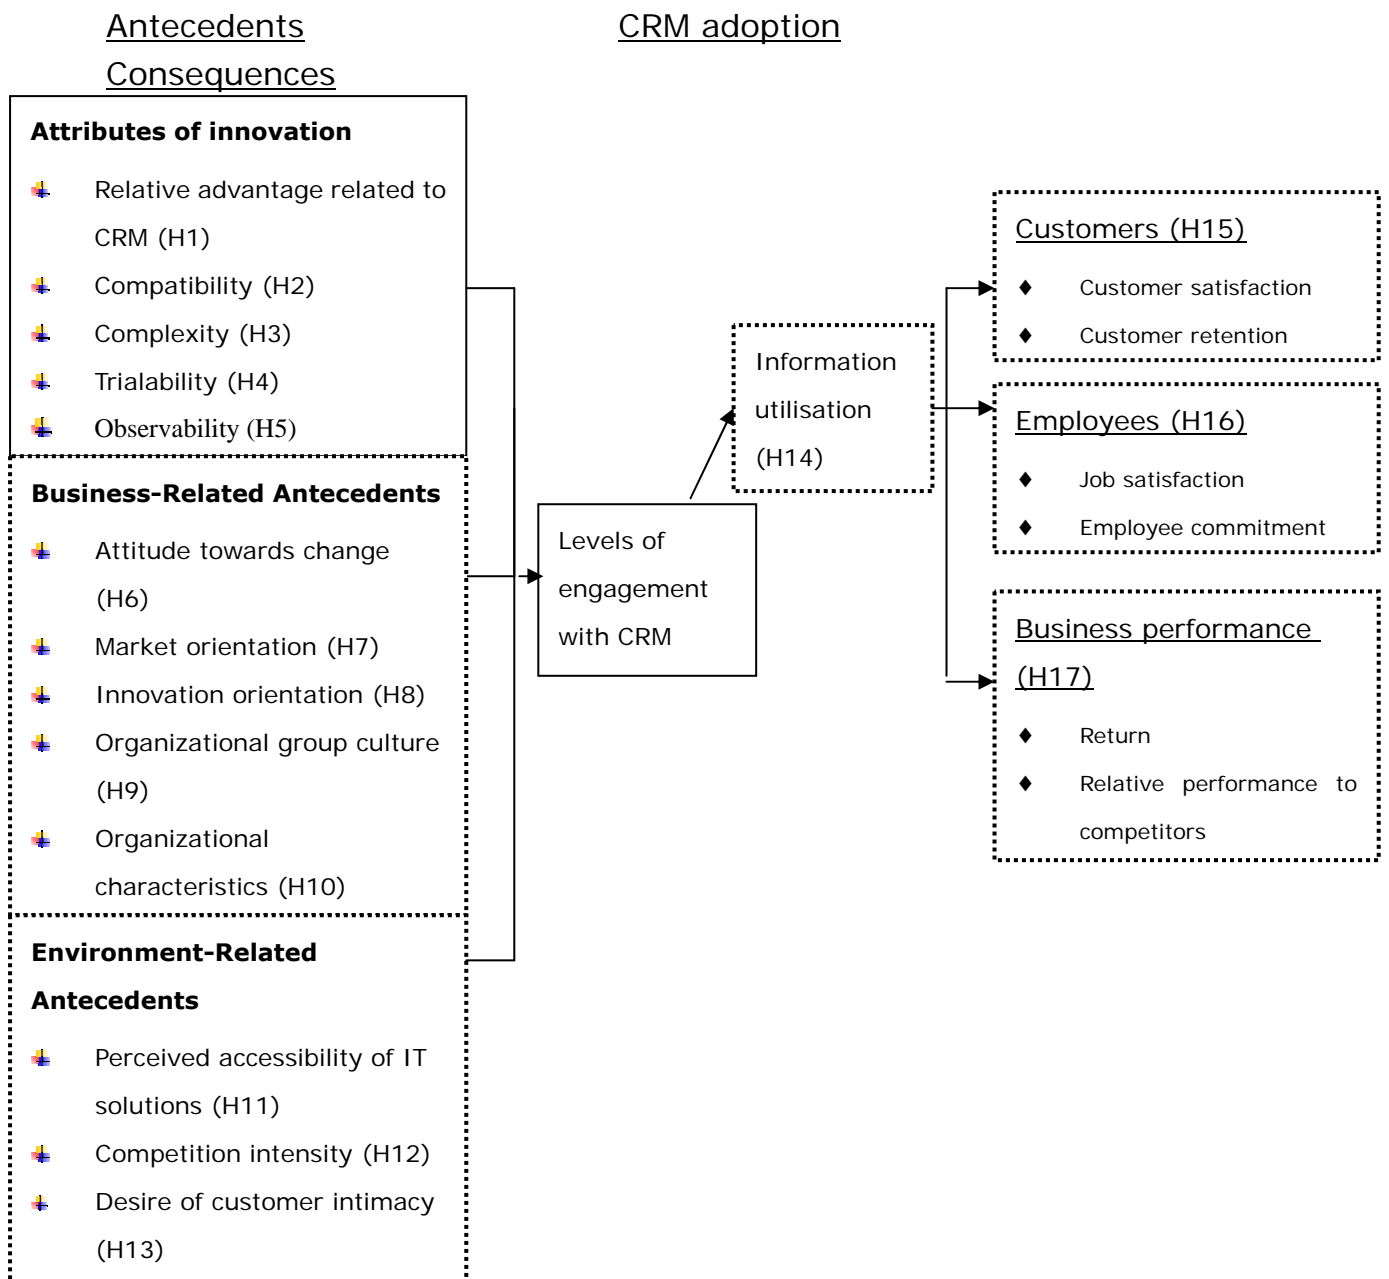 Antecedents
CRM adoption
Consequences
Attributes of innovation
Relative advantage related to
CRM (H1)
Compatibility (H2)
Complexity (H3)
Trialability (H4)
Observability (H5)
Business-Related Antecedents
Attitude towards change
(H6)
Market orientation (H7)
Innovation orientation (H8)
Organizational group culture
(H9)
Organizational
characteristics (H10)
Environment-Related
Antecedents
Perceived accessibility of IT
solutions (H11)
Competition intensity (H12)
Desire of customer intimacy
(H13)
Levels of
engagement
with CRM
Information
utilisation
(H14)
Customers (H15)
Customer satisfaction
Customer retention
Employees (H16)
Job satisfaction
Employee commitment
Business performance
(H17)
Return
Relative performance to
competitors